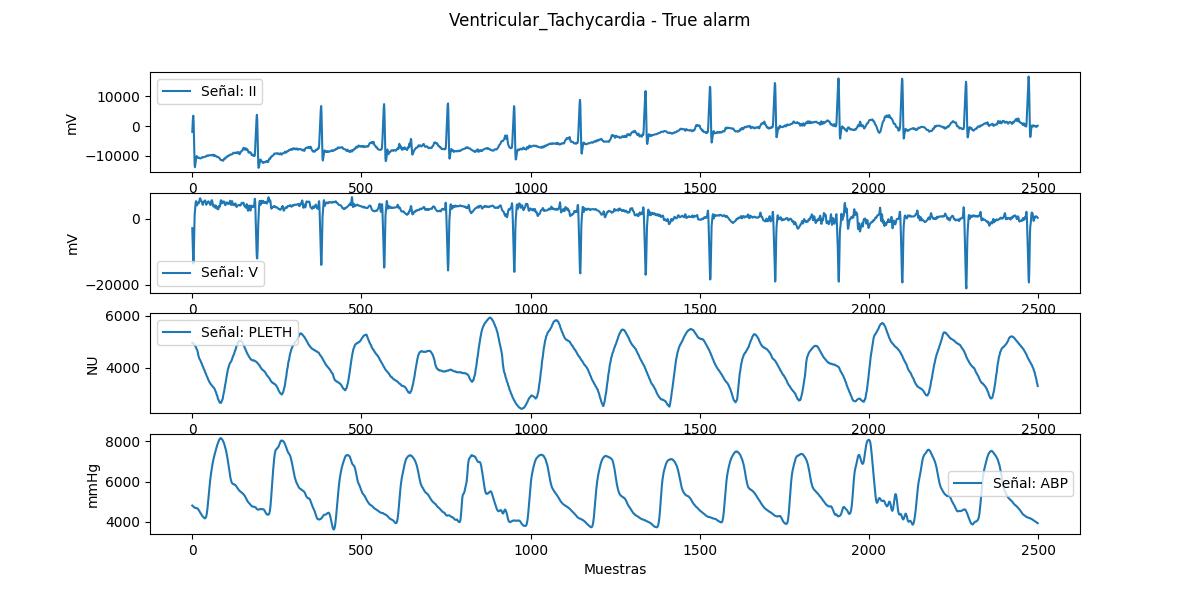 Ventricular_Tachycardia - True alarm
10000
0
−10000
mV
Señal: II
0 500 1000 1500 2000 2500
0
−20000
mV
Señal: V
0 500 1000 1500 2000 2500
6000
4000
NU
Señal: PLETH
0 500 1000 1500 2000 2500
8000
6000
4000
mmHg
Señal: ABP
0 500 1000 1500 2000 2500
Muestras